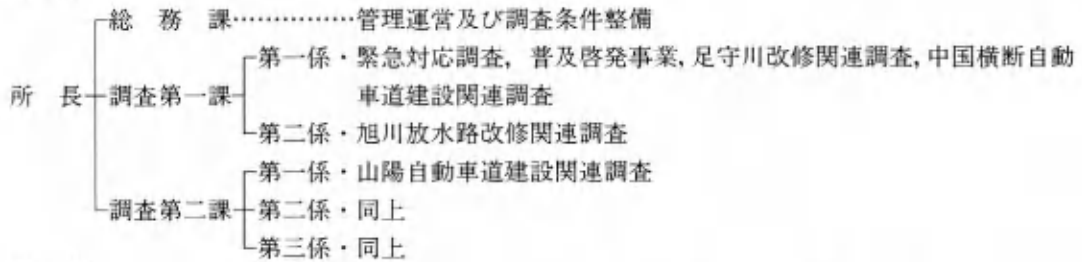 総務課……………管理運営及び調査条件整備
第一係・緊急対応調査, 普及啓発事業, 足守川改修関連調査, 中国横断自動
所長 調査第一課 車道建設関連調査
第二係・旭川放水路改修関連調査
第一係・山陽自動車道建設関連調査
調査第二課 第二係・同上
第三係・同上